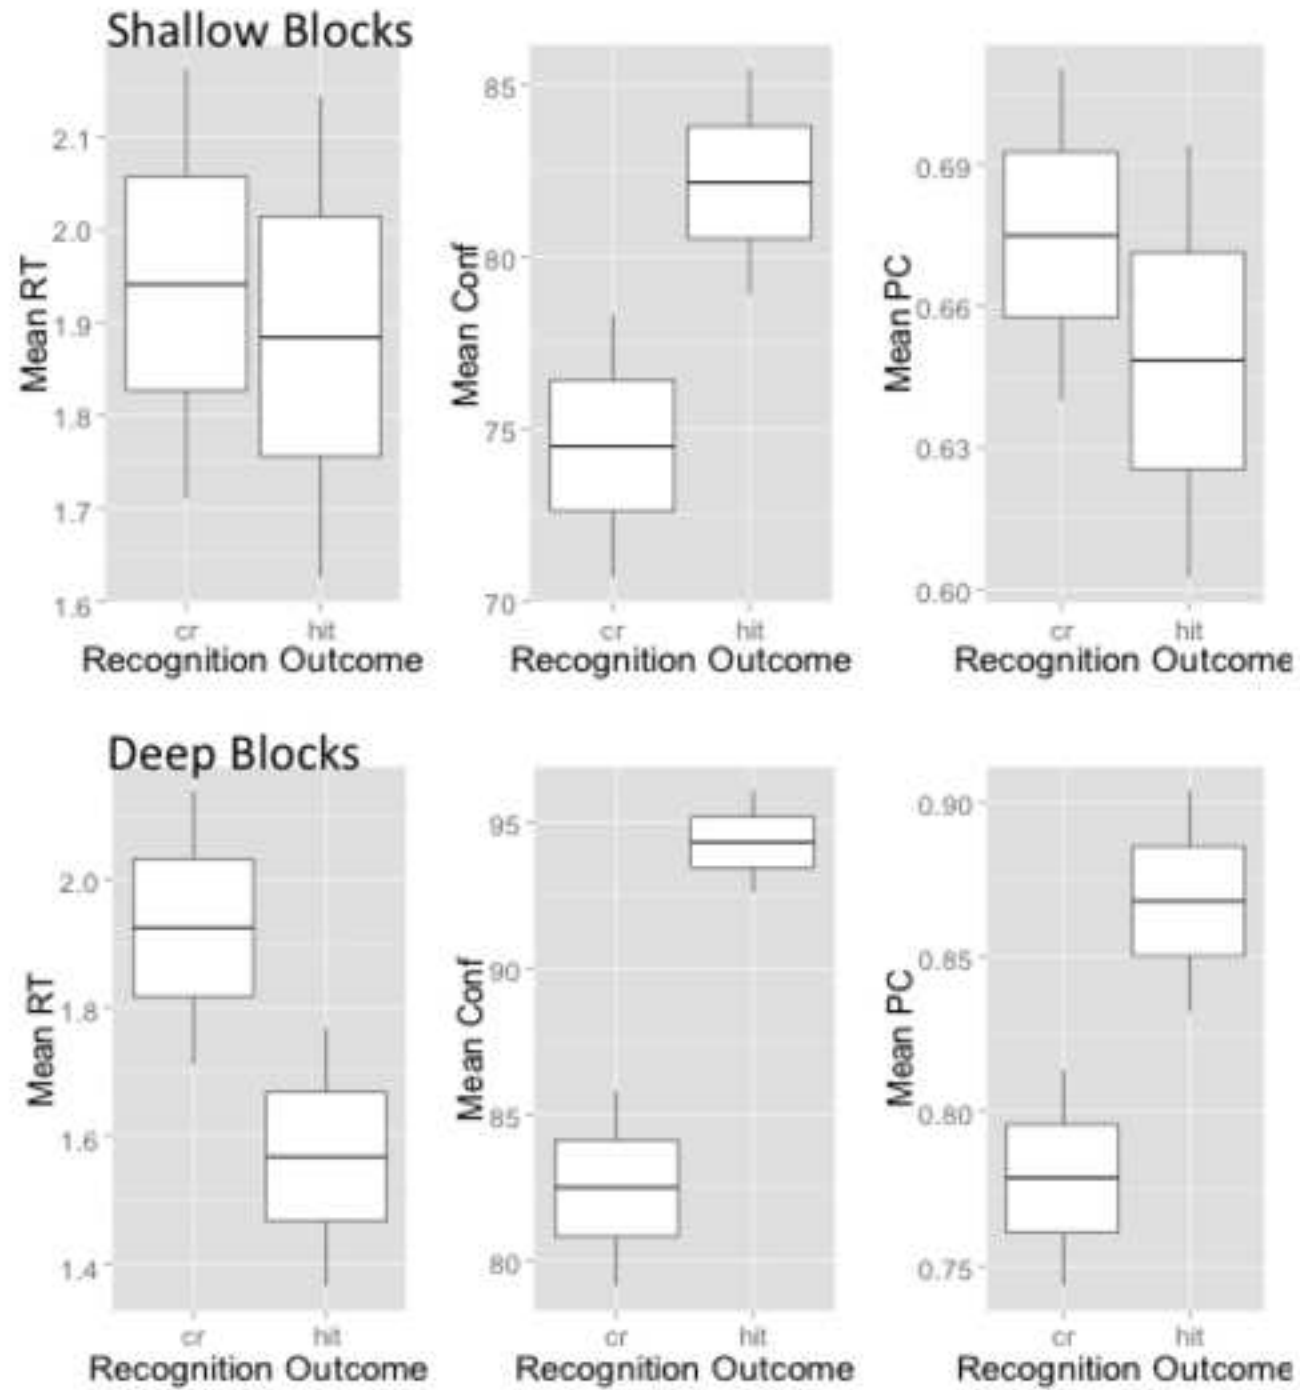 Shallow Blocks
Mean RT
2.1
2.0
1.9
1.8
1.7
1.6
cr
hit
Recognition Outcome
Mean Conf
85
80
75
70
cr
hit
Recognition Outcome
Mean PC
0.69
0.66
0.63
0.60
cr
hit
Recognition Outcome
Deep Blocks
Mean RT
2.0
1.8
1.6
1.4
cr
hit
Recognition Outcome
Mean Conf
95
90
85
80
cr
hit
Recognition Outcome
Mean PC
0.90
0.85
0.80
0.75
cr
hit
Recognition Outcome